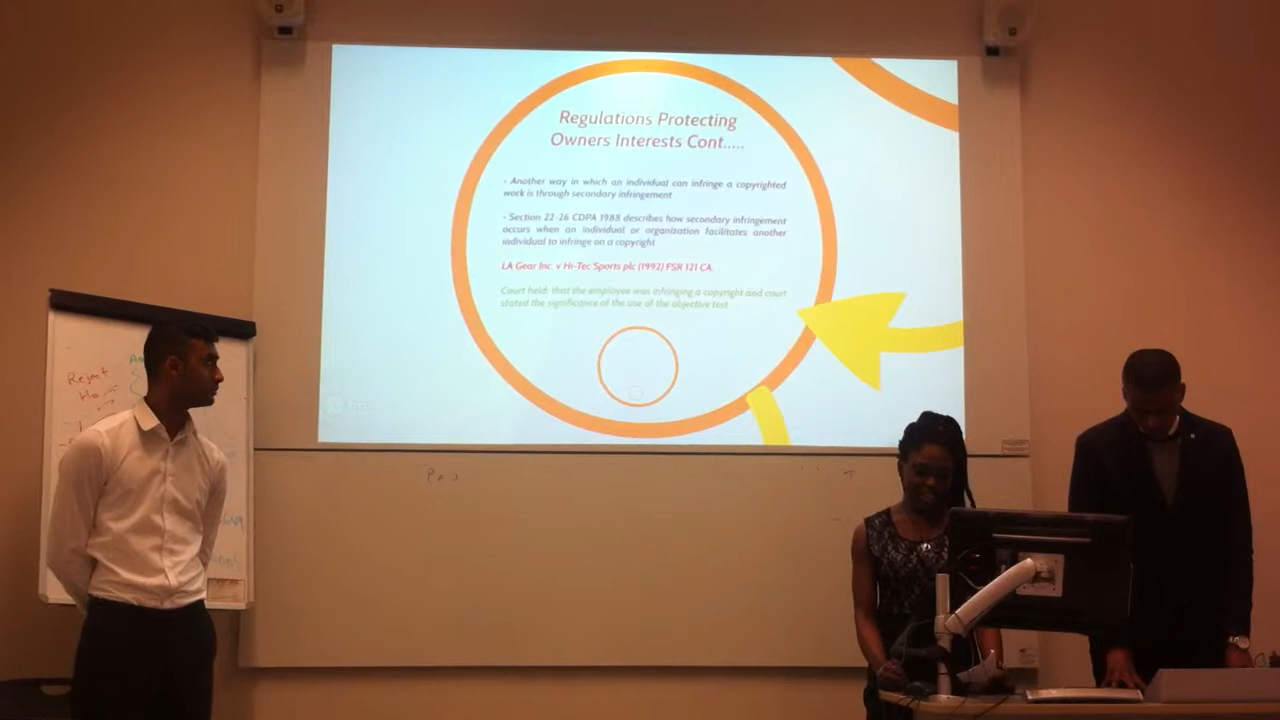 Regulations Protecting
Owners Interests Cont.....
- Another way in which an individual can infringe a copyrighted
work is through secondary infringement
- Section 22-26 CDPA 1988 describes how secondary infringement
occurs when an individual or organization facilitates another
individual to infringe on a copyright
LA Gear Inc. v Hi-Tec Sports plc (1992) FSR 121 CA.
Court held: that the employee was infringing a copyright and court
stated the significance of the use of the objective test
Reject